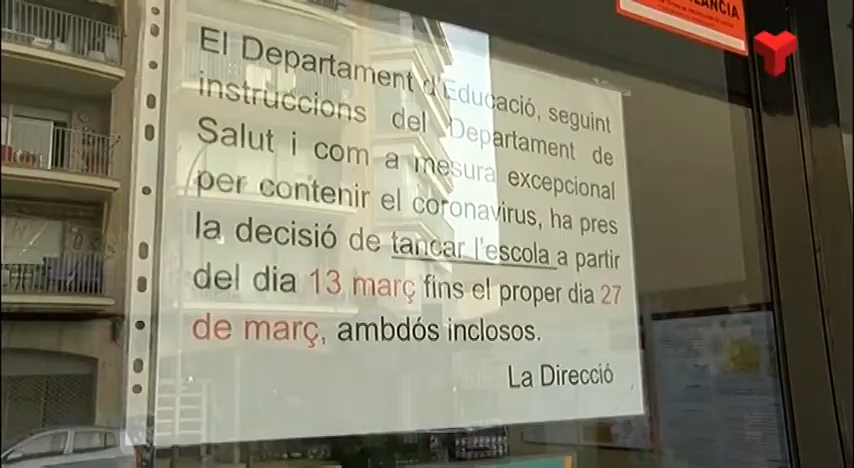 El Departament d'Educació, seguint
instruccions del Departament de
Salut i com a mesura excepcional
per contenir el coronavirus, ha pres
la decisió de tancar l'escola a partir
del dia 13 març fins el proper dia 27
de març, ambdós inclosos.
La Direcció